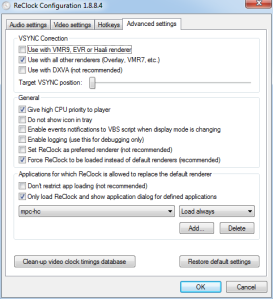 ReClock Configuration 1.8.8.4
Audio settings
Video settings
Hotkeys
Advanced settings
VSYNC Correction
Use with VMR9, EVR or Haali renderer
Use with all other renderers (Overlay, VMR7, etc.)
Use with DXVA (not recommended)
Target VSYNC position:
General
Give high CPU priority to player
Do not show icon in tray
Enable events notifications to VBS script when display mode is changing
Enable logging (use this for debugging only)
Set ReClock as preferred renderer (not recommended)
Force ReClock to be loaded instead of default renderers (recommended)
Applications for which ReClock is allowed to replace the default renderer
Don't restrict app loading (not recommended)
Only load ReClock and show application dialog for defined applications
mpc-hc
Load always
Add...
Delete
Clean-up video clock timings database
Restore default settings
OK
Cancel